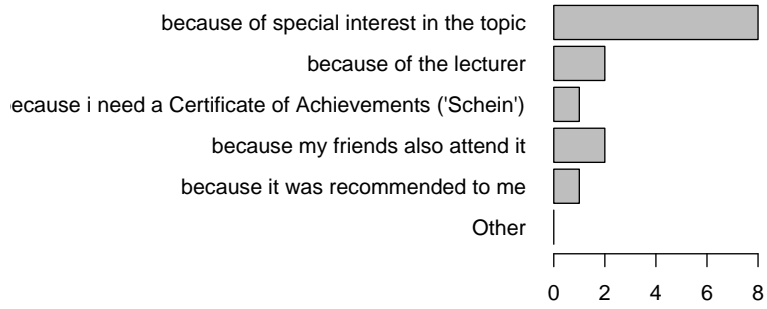 because of special interest in the topic
because of the lecturer
ecause i need a Certificate of Achievements ('Schein')
because my friends also attend it
because it was recommended to me
Other
0 2 4 6 8